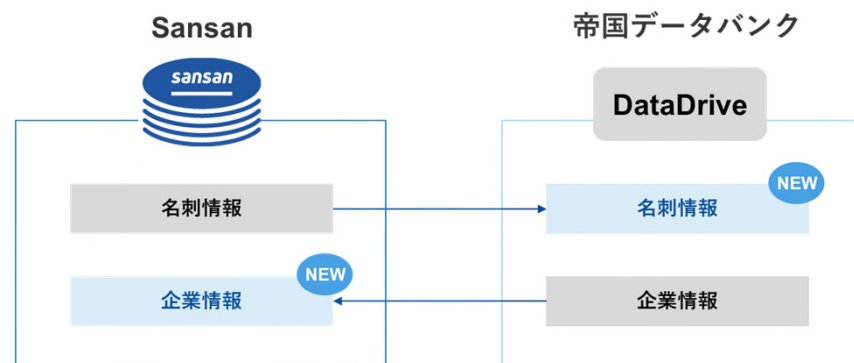 Sansan
帝国データバンク
sansan
DataDrive
名刺情報
NEW
名刺情報
NEW
企業情報
企業情報